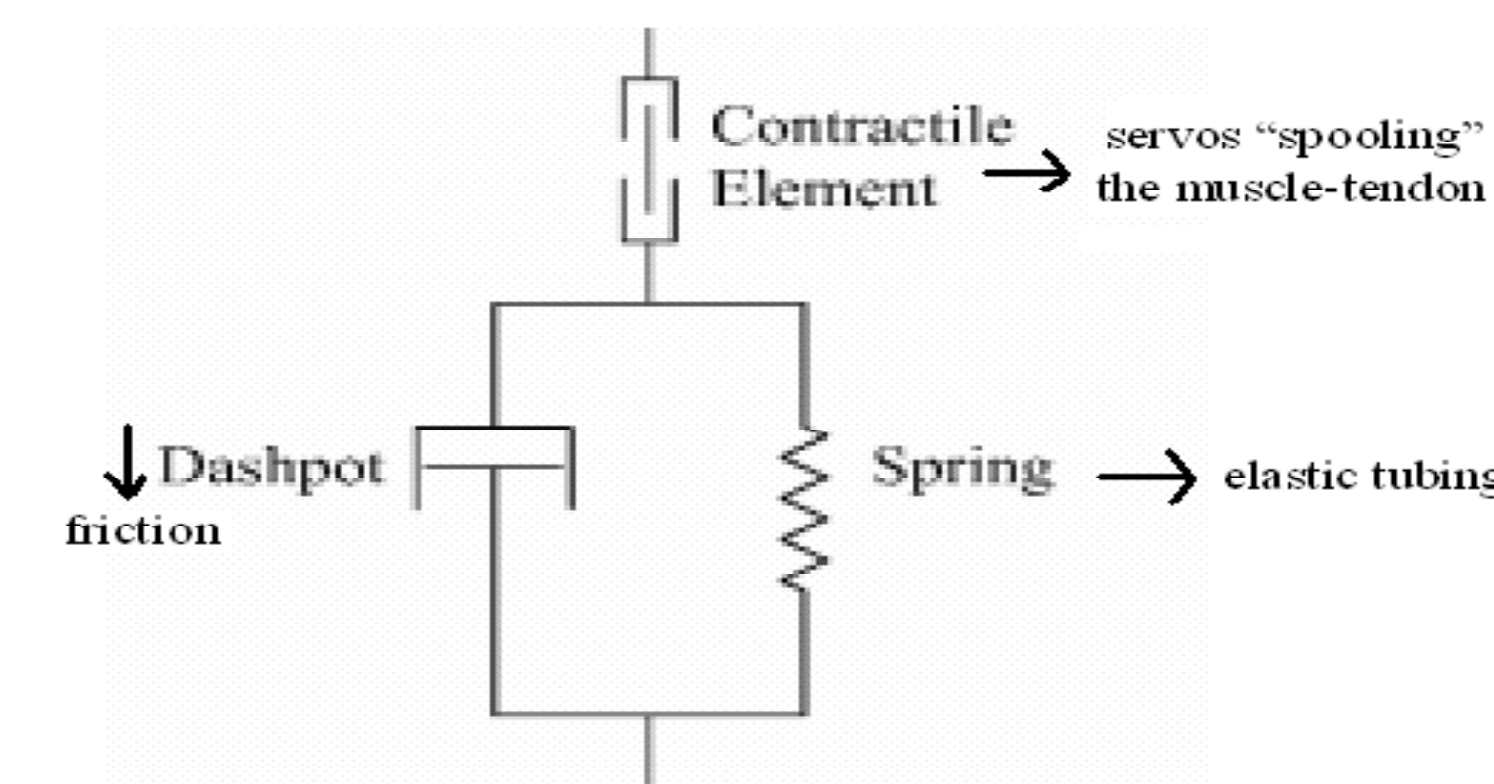 Contractile
Element
servos “spooling”
the muscle-tendon
Dashpot
friction
Spring
elastic tubing